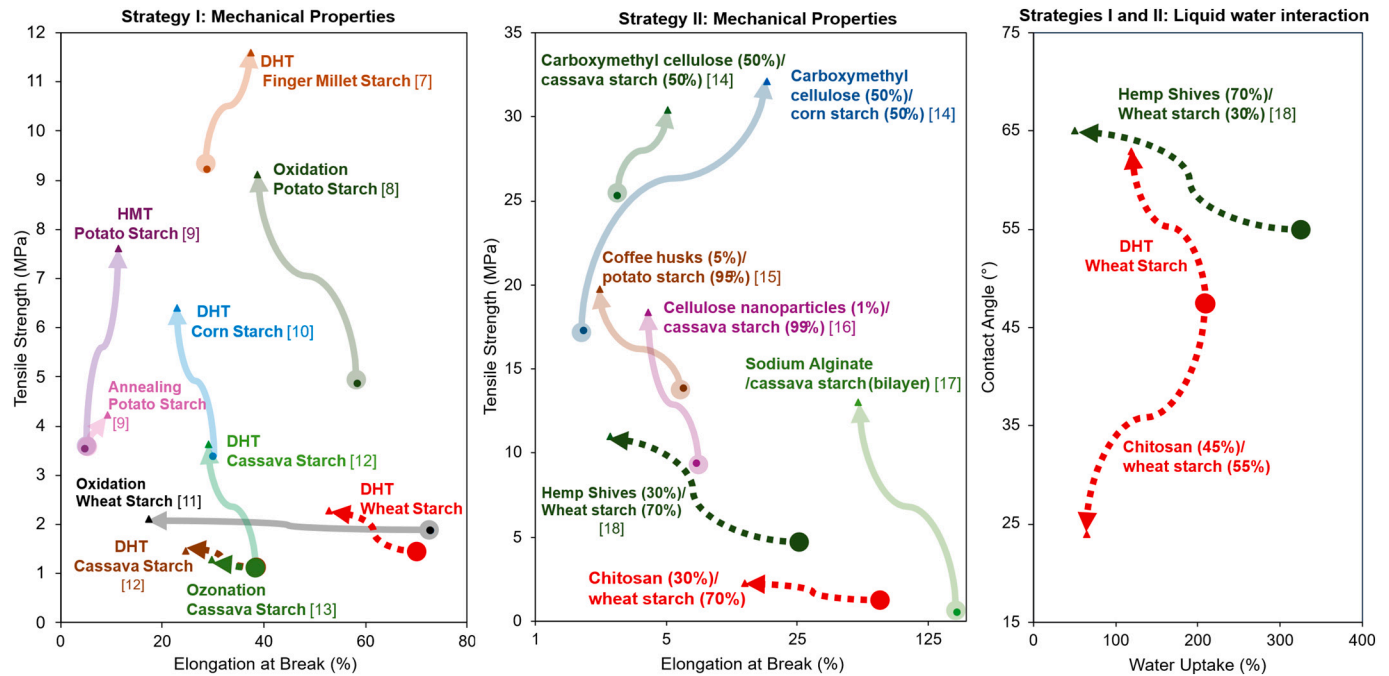 Strategy I: Mechanical Properties
12
11
10
9
8
7
6
5
4
3
2
1
0
Tensile Strength (MPa)
0
20
40
60
80
Elongation at Break (%)
DHT
Finger Millet Starch [7]
Oxidation
Potato Starch [8]
HMT
Potato Starch [9]
DHT
Corn Starch [10]
Annealing
Potato Starch
[9]
DHT
Cassava Starch [12]
Oxidation
Wheat Starch [11]
DHT
Wheat Starch
DHT
Cassava Starch
[12]
Ozonation
Cassava Starch [13]
Strategy II: Mechanical Properties
35
30
25
20
15
10
5
0
Tensile Strength (MPa)
1
5
25
125
Elongation at Break (%)
Carboxymethyl cellulose (50%)/
cassava starch (50%) [14]
Carboxymethyl
cellulose (50%)/
corn starch (50%) [14]
Coffee husks (5%)/
potato starch (95%) [15]
Cellulose nanoparticles (1%)/
cassava starch (99%) [16]
Sodium Alginate
/cassava starch (bilayer) [17]
Hemp Shives (30%)/
Wheat starch (70%)
[18]
Chitosan (30%)/
wheat starch (70%)
Strategies I and II: Liquid water interaction
75
65
55
45
35
25
15
Contact Angle (°)
0
100
200
300
400
Water Uptake (%)
Hemp Shives (70%)/
Wheat starch (30%) [18]
DHT
Wheat Starch
Chitosan (45%)/
wheat starch (55%)